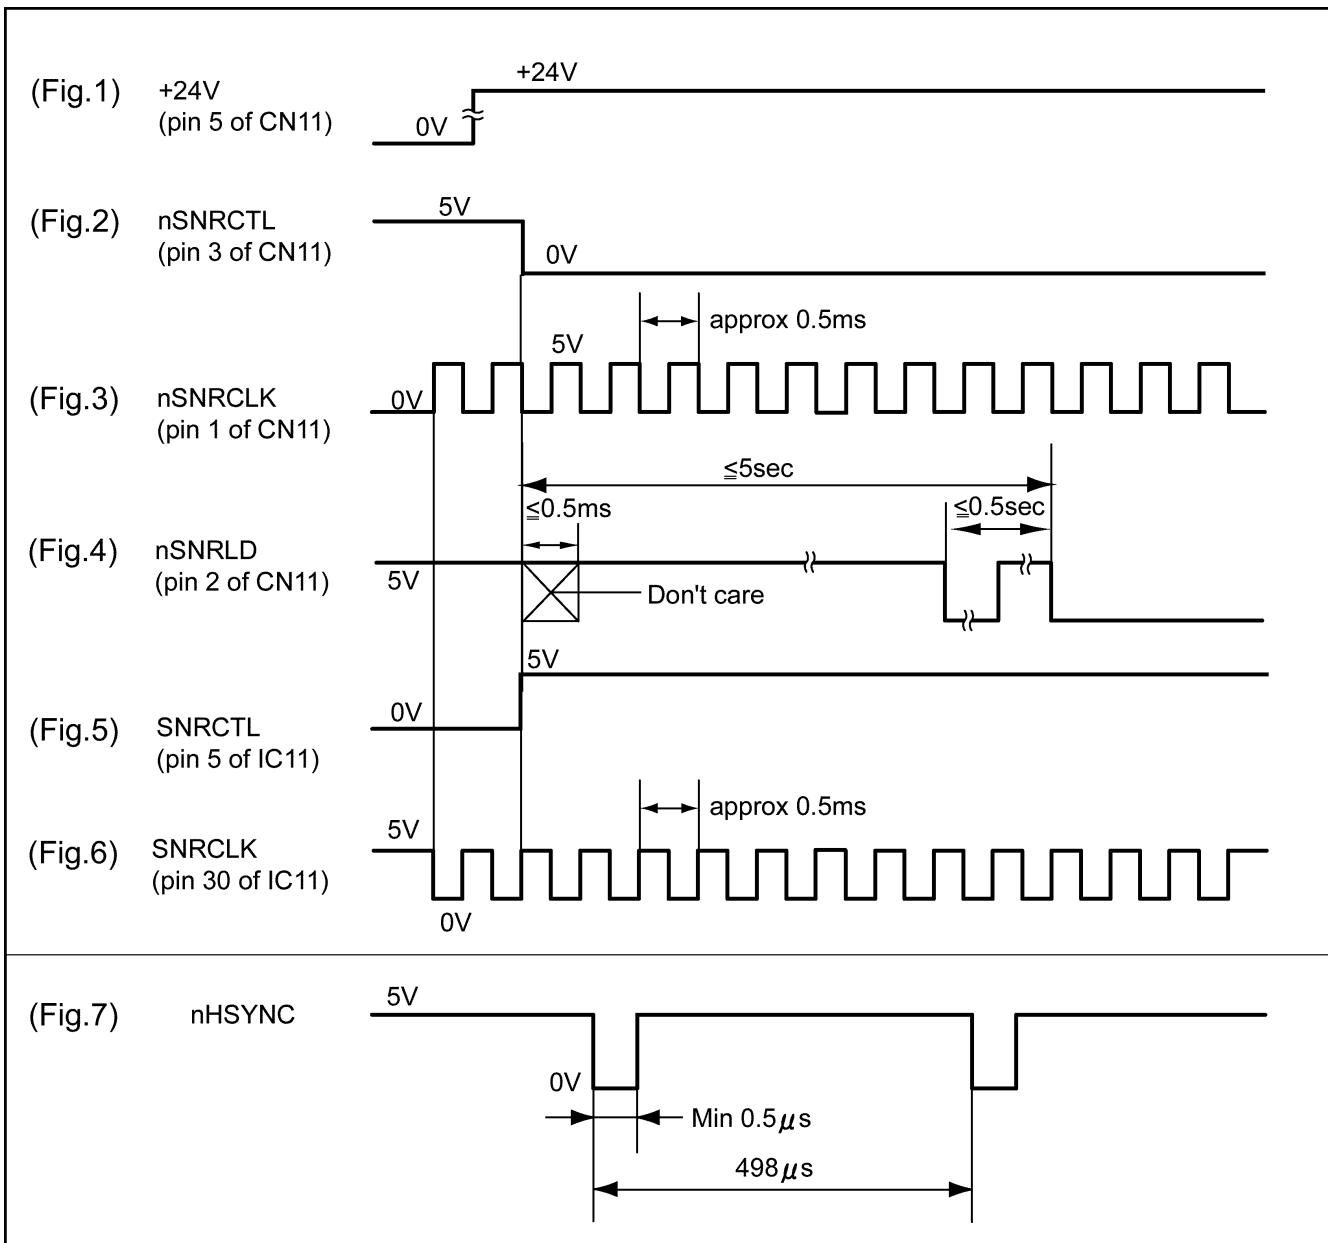 (Fig.1) +24V
(pin 5 of CN11)
+24V
0V
(Fig.2) nSNRCTL
(pin 3 of CN11)
5V
0V
approx 0.5ms
(Fig.3) nSNRCLK
(pin 1 of CN11)
5V
0V
≦5sec
≦0.5ms
≦0.5sec
(Fig.4) nSNRLD
(pin 2 of CN11)
5V
Don't care
(Fig.5) SNRCTL
(pin 5 of IC11)
5V
0V
approx 0.5ms
(Fig.6) SNRCLK
(pin 30 of IC11)
5V
0V
(Fig.7) nHSYNC
5V
0V
Min 0.5μs
498μs